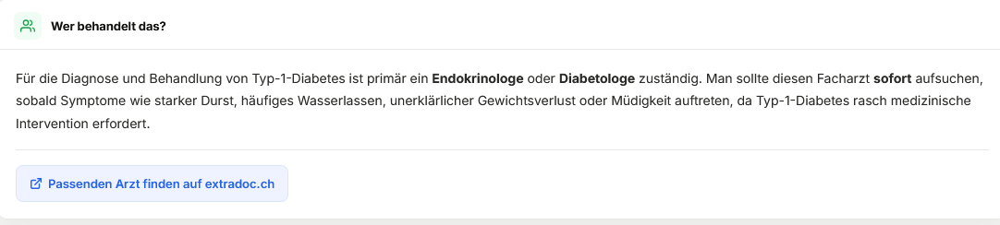 Wer behandelt das?
Für die Diagnose und Behandlung von Typ-1-Diabetes ist primär ein Endokrinologe oder Diabetologe zuständig. Man sollte diesen Facharzt sofort aufsuchen,
sobald Symptome wie starker Durst, häufiges Wasserlassen, unerklärlicher Gewichtsverlust oder Müdigkeit auftreten, da Typ-1-Diabetes rasch medizinische
Intervention erfordert.
Passenden Arzt finden auf extradoc.ch